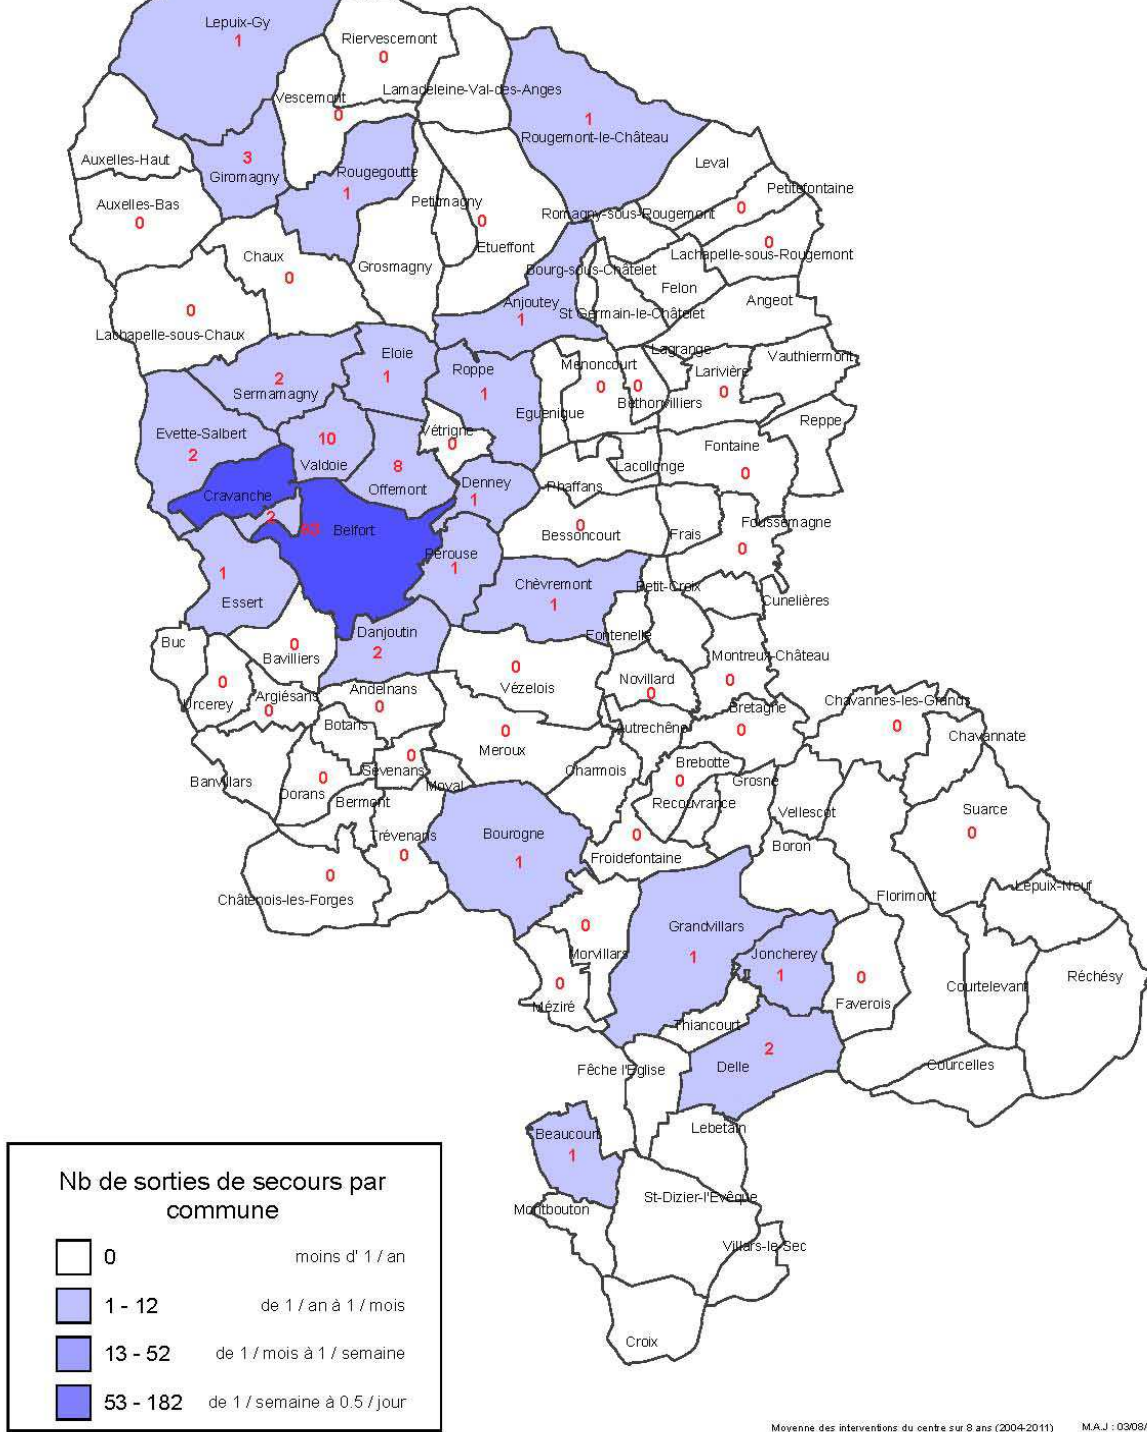 Lepuix-Gy
1
Riervescemont
0
Lamadeleine-Val-des-Anges
Vescemont
0
1
Rougemont-le-Château
Auxelles-Haut
3
Giromagny
Rougegoutte
1
Leval
Petitefontaine
0
Auxelles-Bas
0
Petitmagny
0
Etueffont
Romagny-sous-Rougemont
0
Lachapelle-sous-Rougemont
Chaux
0
Grosmagny
Bourg-sous-Châtelet
Felon
Angeot
0
Lachapelle-sous-Chaux
Anjoutey
1
St Germain-le-Châtelet
Eloie
1
Roppe
1
Menoncourt
0
Lagrange
0
Larivière
0
Vauthiermont
2
Sermamagny
Eguenigue
Bethonvilliers
Reppe
Evette-Salbert
2
10
Valdoie
Vétrigne
0
Fontaine
0
8
Offemont
Lacollonge
Denney
1
Phaffans
Cravanche
2
Belfort
0
Bessoncourt
Frais
Foussemagne
0
Pérouse
1
1
Essert
Chèvremont
1
Petit-Croix
Cunelières
Fontenelle
Buc
0
Bavilliers
Danjoutin
2
0
Vézelois
Montreux-Château
0
Novillard
0
0
Urcerey
Argiésans
0
Andelnans
0
Bretagne
0
Chavannes-les-Grands
0
Chavannate
Botans
0
Meroux
Autrechêne
Banvillars
0
Dorans
0
Sévenans
Moval
Charmois
Brebotte
0
Grosne
Bermont
Recouvrance
Vellescot
Suarce
0
Trévenans
0
Bourogne
1
0
Froidefontaine
Boron
0
Châtenois-les-Forges
Florimont
Lepuix-Neuf
0
Morvillars
Grandvillars
1
Joncherey
1
0
Faverois
Courtelevant
Réchésy
0
Méziré
Thiancourt
2
Delle
Courcelles
Fêche l'Eglise
Beaucourt
1
Lebetain
St-Dizier-l'Evêque
Montbouton
Villars-le-Sec
Croix
Nb de sorties de secours par
commune
0 moins d' 1 / an
1 - 12 de 1 / an à 1 / mois
13 - 52 de 1 / mois à 1 / semaine
53 - 182 de 1 / semaine à 0.5 / jour
Moyenne des interventions du centre sur 8 ans (2004-2011) M.A.J : 03/08/